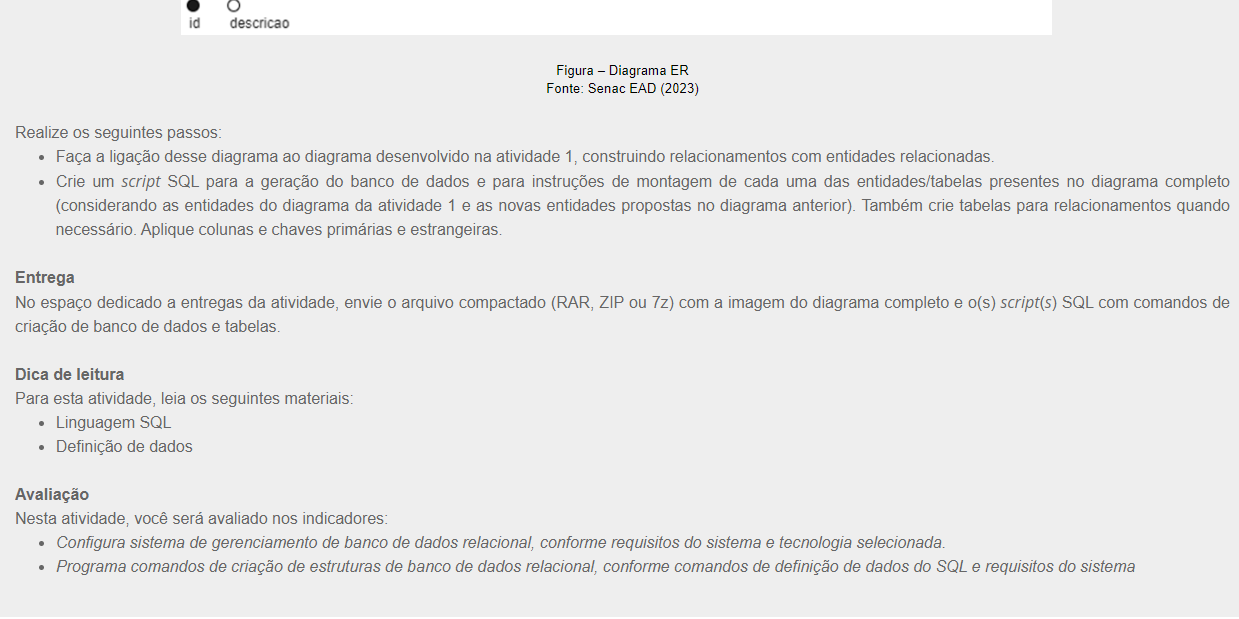 id descricao
Figura – Diagrama ER
Fonte: Senac EAD (2023)
Realize os seguintes passos:
• Faça a ligação desse diagrama ao diagrama desenvolvido na atividade 1, construindo relacionamentos com entidades relacionadas.
• Crie um script SQL para a geração do banco de dados e para instruções de montagem de cada uma das entidades/tabelas presentes no diagrama completo
(considerando as entidades do diagrama da atividade 1 e as novas entidades propostas no diagrama anterior). Também crie tabelas para relacionamentos quando
necessário. Aplique colunas e chaves primárias e estrangeiras.
Entrega
No espaço dedicado a entregas da atividade, envie o arquivo compactado (RAR, ZIP ou 7z) com a imagem do diagrama completo e o(s) script(s) SQL com comandos de
criação de banco de dados e tabelas.
Dica de leitura
Para esta atividade, leia os seguintes materiais:
• Linguagem SQL
• Definição de dados
Avaliação
Nesta atividade, você será avaliado nos indicadores:
• Configura sistema de gerenciamento de banco de dados relacional, conforme requisitos do sistema e tecnologia selecionada.
• Programa comandos de criação de estruturas de banco de dados relacional, conforme comandos de definição de dados do SQL e requisitos do sistema